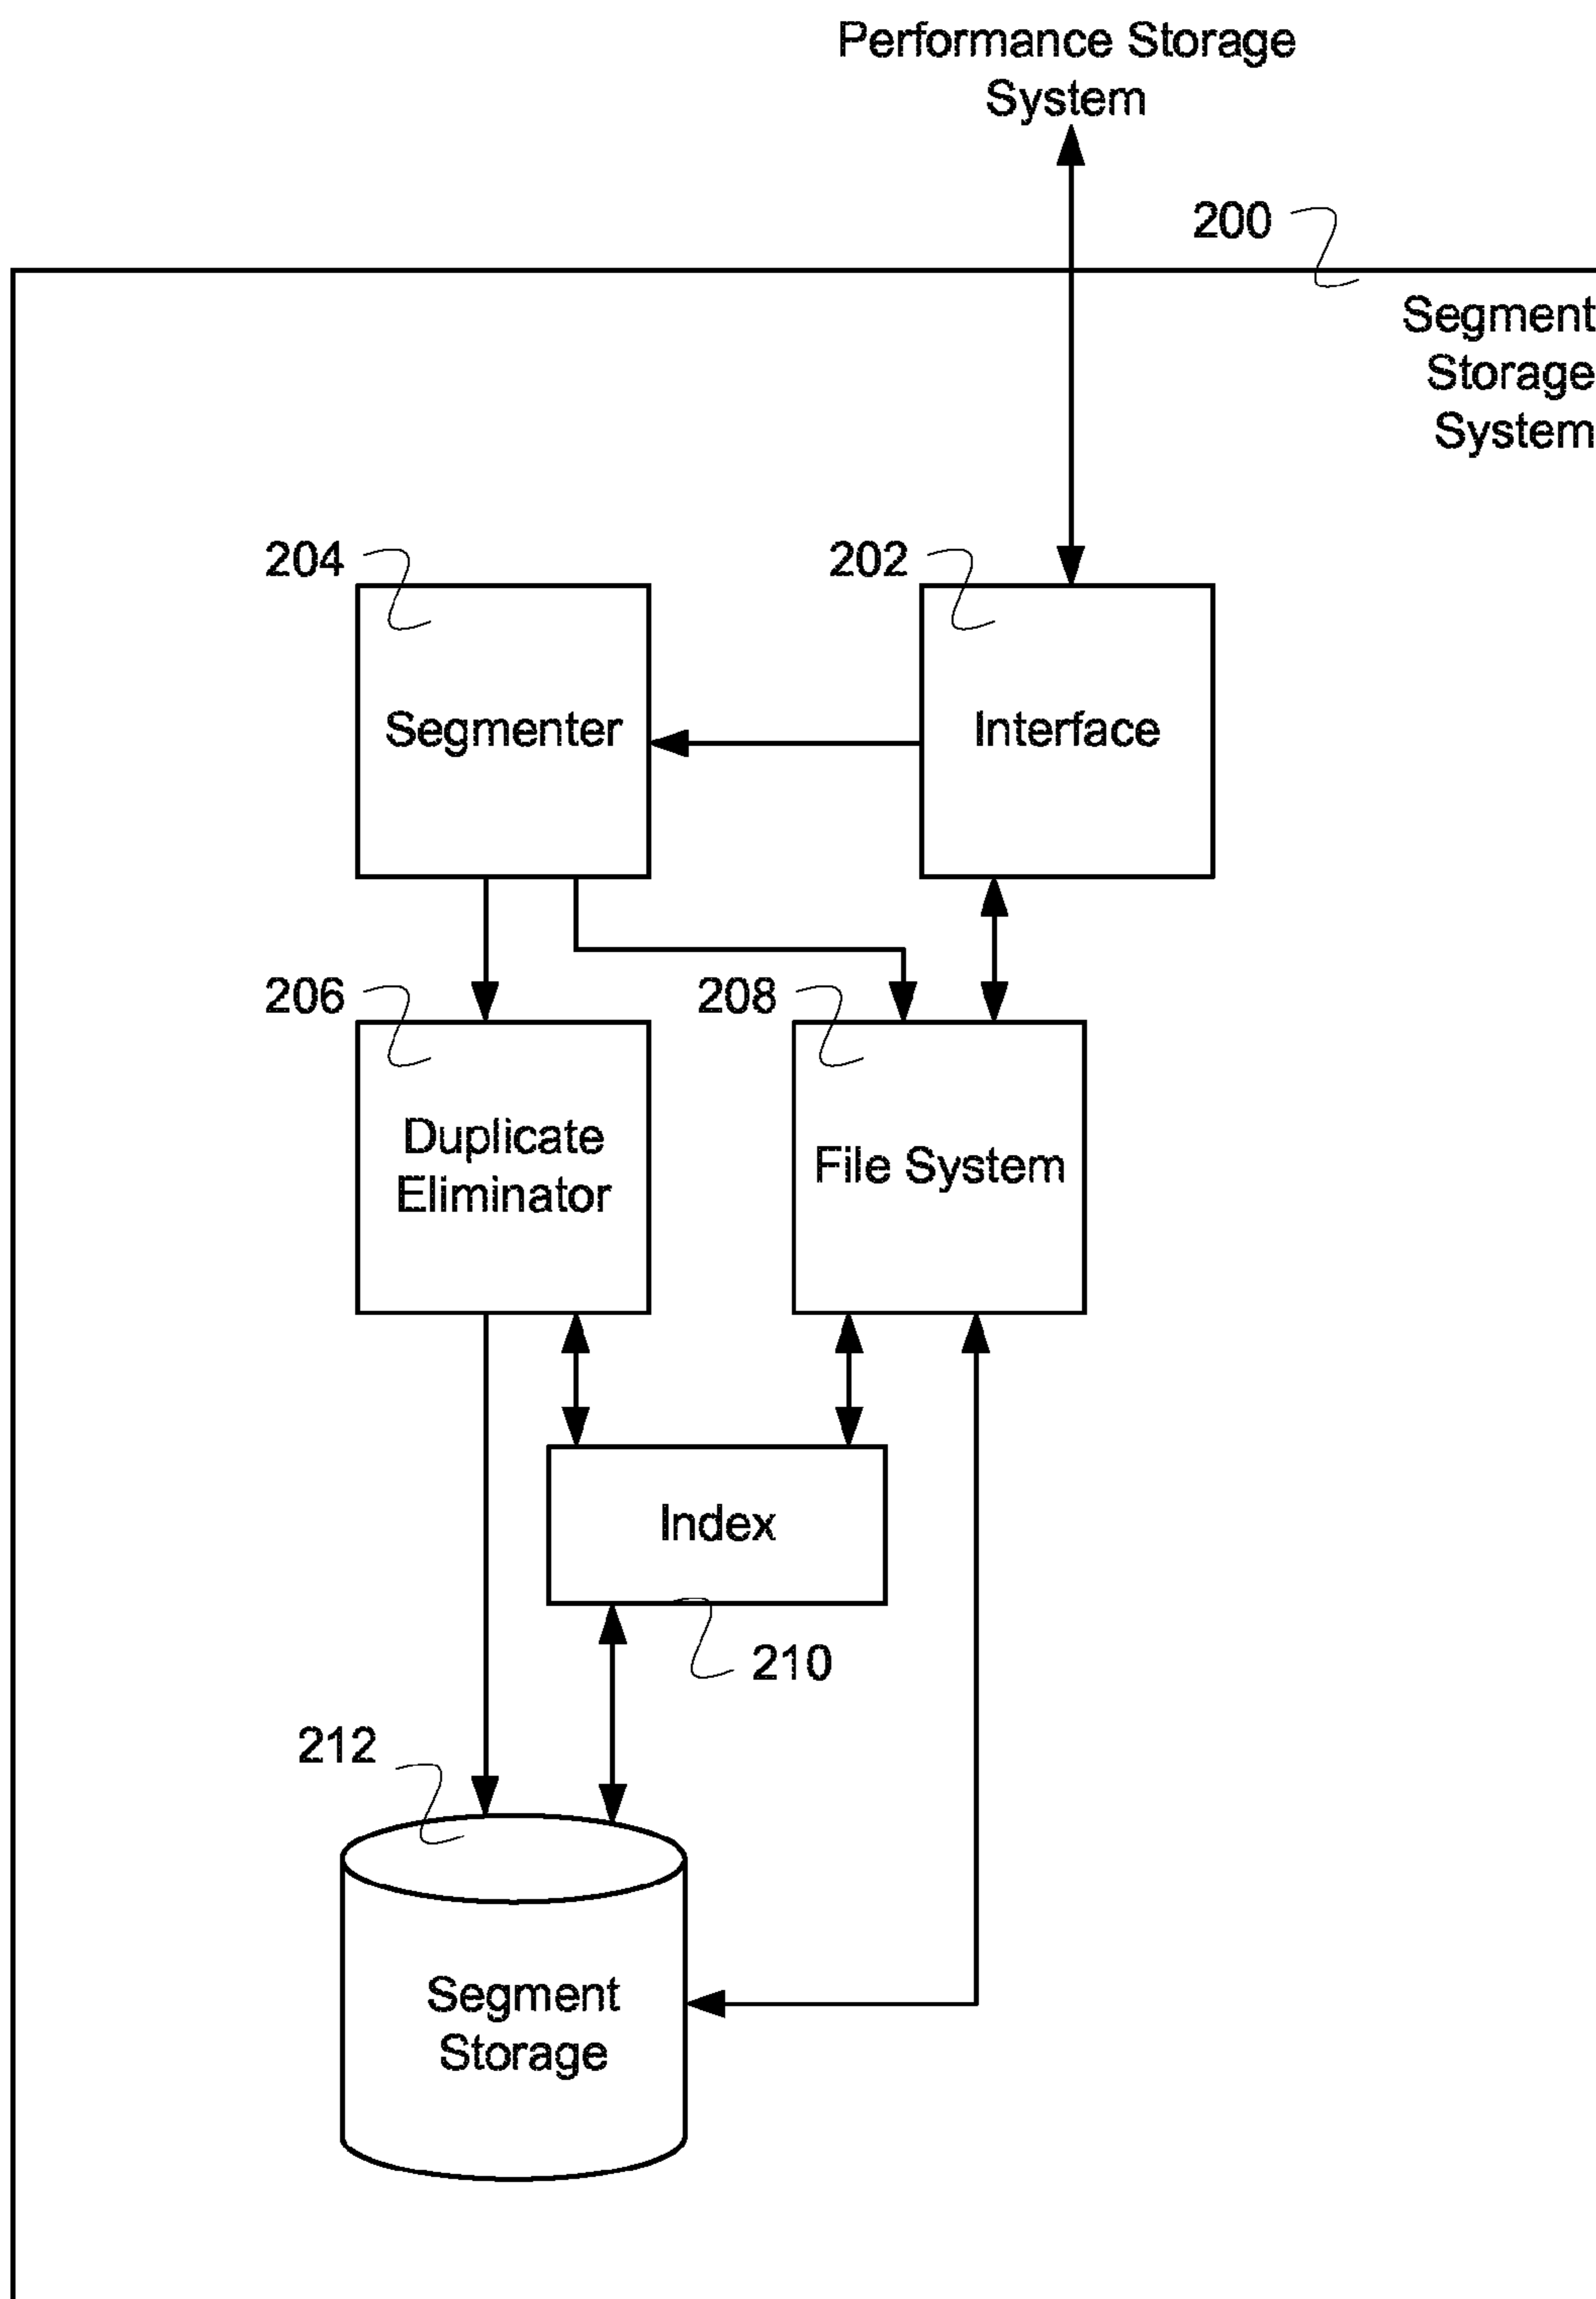 Performance Storage
System
200
Segment
Storage
System
204
202
Segmenter
Interface
206
208
Duplicate
Eliminator
File System
Index
210
212
Segment
Storage